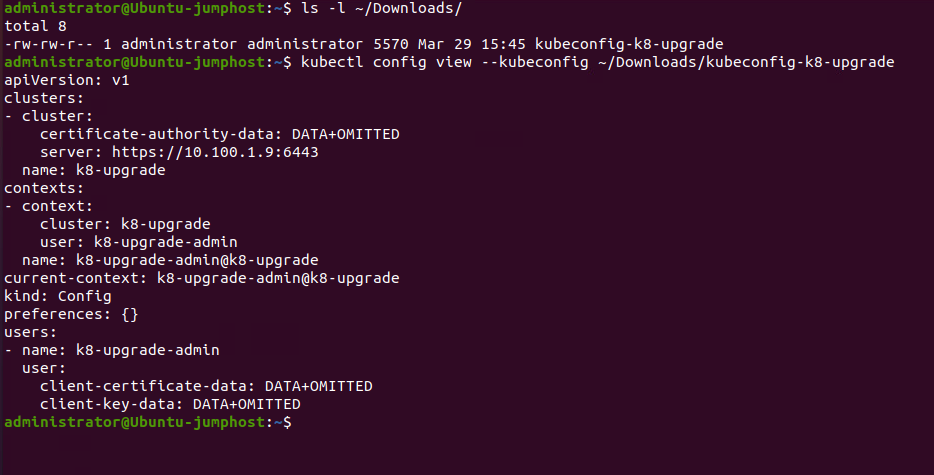 administrator@Ubuntu-jumphost:~$ ls -l ~/Downloads/
total 8
-rw-rw-r-- 1 administrator administrator 5570 Mar 29 15:45 kubeconfig-k8-upgrade
administrator@Ubuntu-jumphost:~$ kubectl config view --kubeconfig ~/Downloads/kubeconfig-k8-upgrade
apiVersion: v1
clusters:
- cluster:
    certificate-authority-data: DATA+OMITTED
    server: https://10.100.1.9:6443
  name: k8-upgrade
contexts:
- context:
    cluster: k8-upgrade
    user: k8-upgrade-admin
  name: k8-upgrade-admin@k8-upgrade
current-context: k8-upgrade-admin@k8-upgrade
kind: Config
preferences: {}
users:
- name: k8-upgrade-admin
  user:
    client-certificate-data: DATA+OMITTED
    client-key-data: DATA+OMITTED
administrator@Ubuntu-jumphost:~$